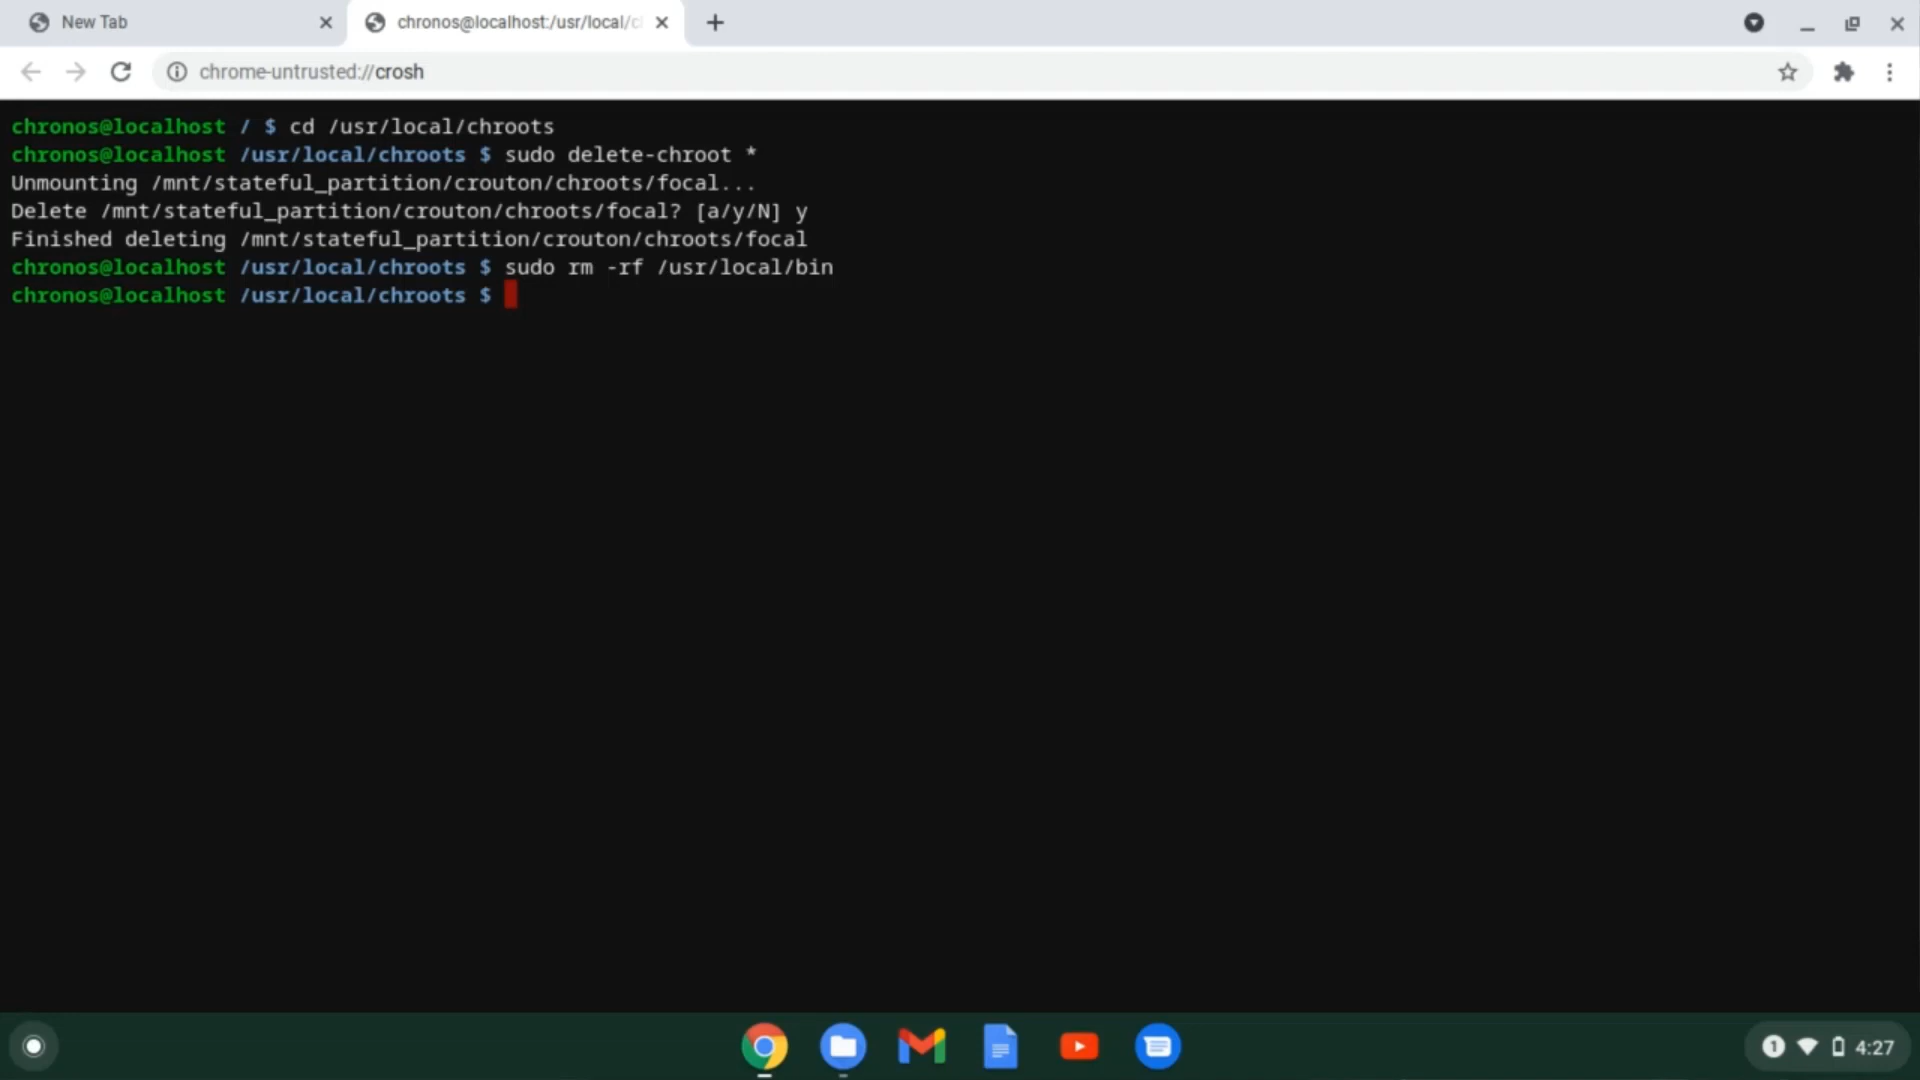 New Tab
chronos@localhost:/usr/local/c
chrome-untrusted://crosh
chronos@localhost / $ cd /usr/local/chroots
chronos@localhost /usr/local/chroots $ sudo delete-chroot *
Unmounting /mnt/stateful_partition/crouton/chroots/focal...
Delete /mnt/stateful_partition/crouton/chroots/focal? [a/y/N] y
Finished deleting /mnt/stateful_partition/crouton/chroots/focal
chronos@localhost /usr/local/chroots $ sudo rm -rf /usr/local/bin
chronos@localhost /usr/local/chroots $
1 4:27